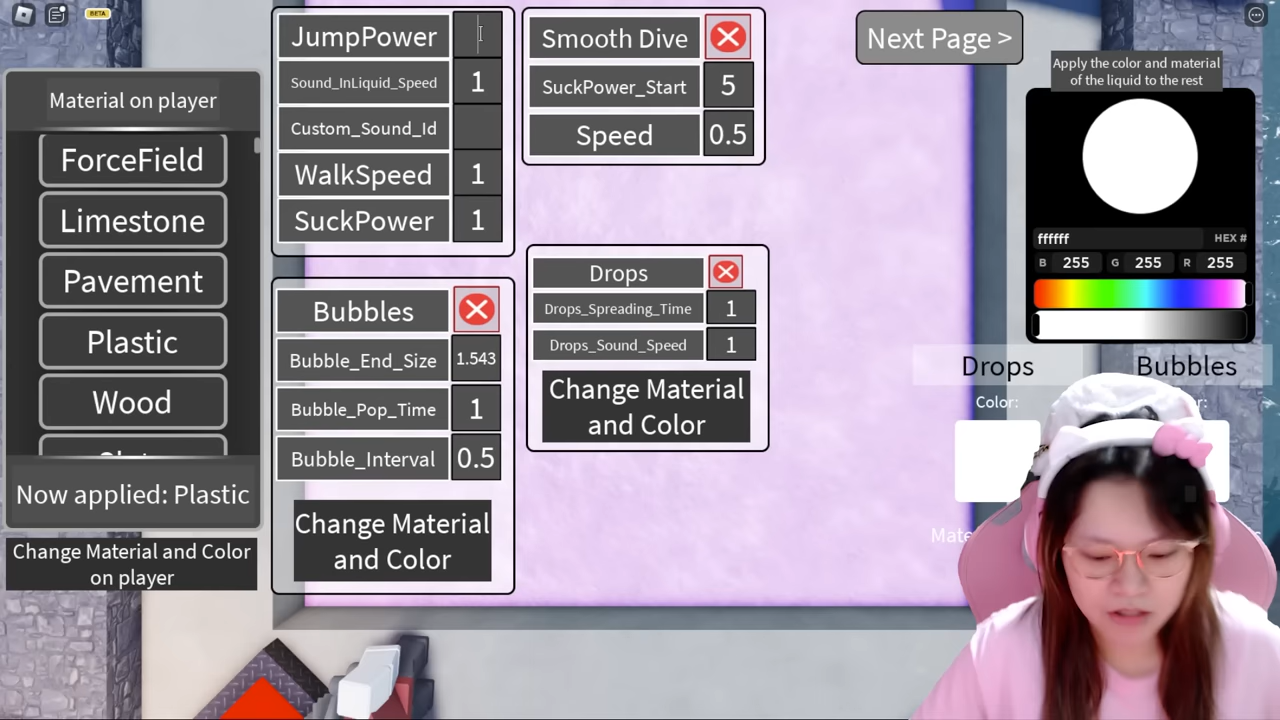 BETA
Material on player
ForceField
Limestone
Pavement
Plastic
Wood
Now applied: Plastic
Change Material and Color
on player
JumpPower
Sound_InLiquid_Speed 1
Custom_Sound_Id
WalkSpeed 1
SuckPower 1
Bubbles
Bubble_End_Size 1.543
Bubble_Pop_Time 1
Bubble_Interval 0.5
Change Material
and Color
Smooth Dive
SuckPower_Start 5
Speed 0.5
Drops
Drops_Spreading_Time 1
Drops_Sound_Speed 1
Change Material
and Color
Next Page >
Apply the color and material
of the liquid to the rest
ffffff HEX #
B 255 G 255 R 255
Drops Bubbles
Color: